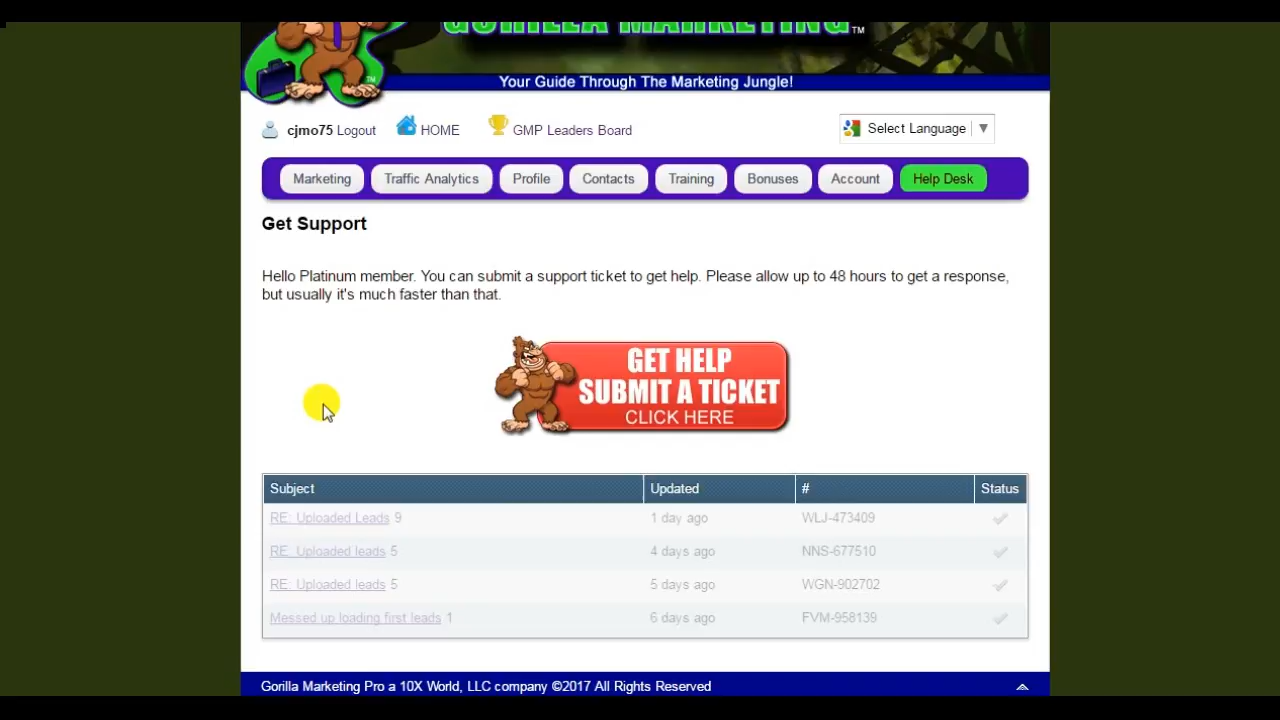 GORILLA MARKETING™
Your Guide Through The Marketing Jungle!
cjmo75 Logout HOME GMP Leaders Board Select Language ▼
Marketing Traffic Analytics Profile Contacts Training Bonuses Account Help Desk
Get Support
Hello Platinum member. You can submit a support ticket to get help. Please allow up to 48 hours to get a response,
but usually it's much faster than that.
GET HELP
SUBMIT A TICKET
CLICK HERE
Subject Updated # Status
RE: Uploaded Leads 9 1 day ago WLJ-473409
RE: Uploaded leads 5 4 days ago NNS-677510
RE: Uploaded leads 5 5 days ago WGN-902702
Messed up loading first leads 1 6 days ago FVM-958139
Gorilla Marketing Pro a 10X World, LLC company ©2017 All Rights Reserved